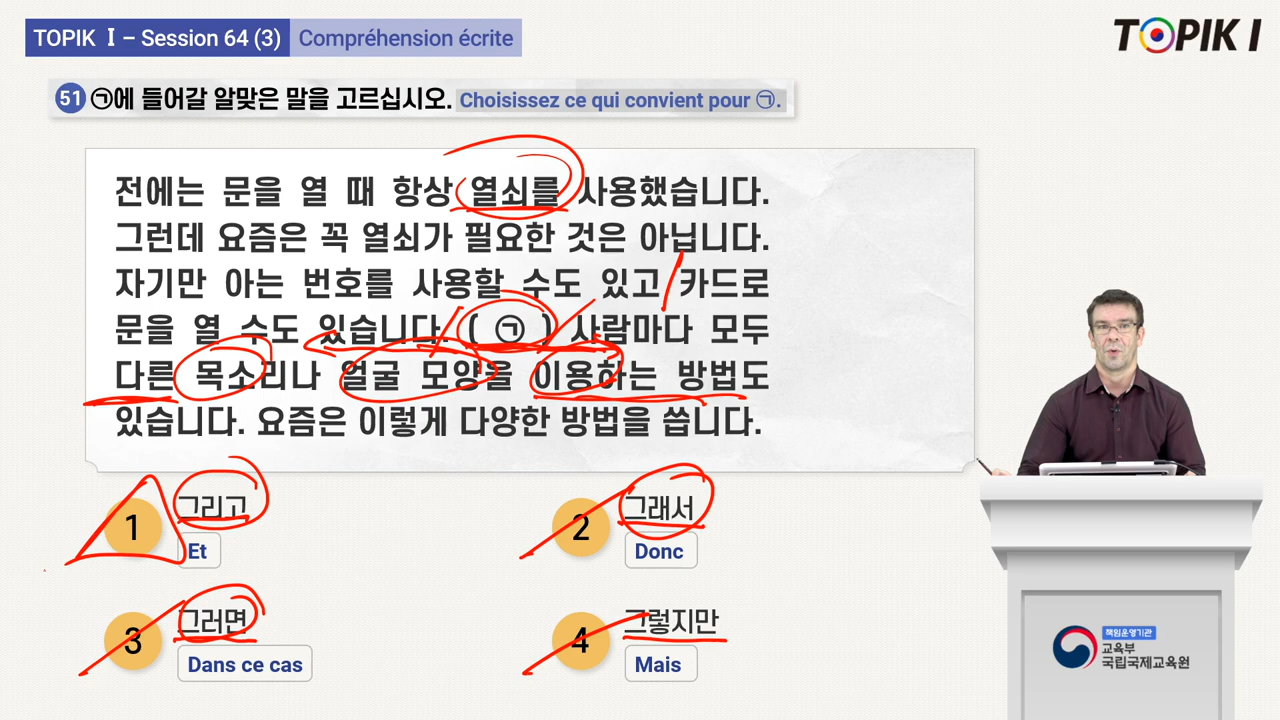 TOPIK I – Session 64 (3) Compréhension écrite
TOPIK I
51 ㉠에 들어갈 알맞은 말을 고르십시오. Choisissez ce qui convient pour ㉠.
전에는 문을 열 때 항상 열쇠를 사용했습니다.
그런데 요즘은 꼭 열쇠가 필요한 것은 아닙니다.
자기만 아는 번호를 사용할 수도 있고 카드로
문을 열 수도 있습니다. ( ㉠ ) 사람마다 모두
다른 목소리나 얼굴 모양을 이용하는 방법도
있습니다. 요즘은 이렇게 다양한 방법을 씁니다.
1 그리고
Et
2 그래서
Donc
3 그러면
Dans ce cas
4 그렇지만
Mais
책임운영기관
교육부
국립국제교육원